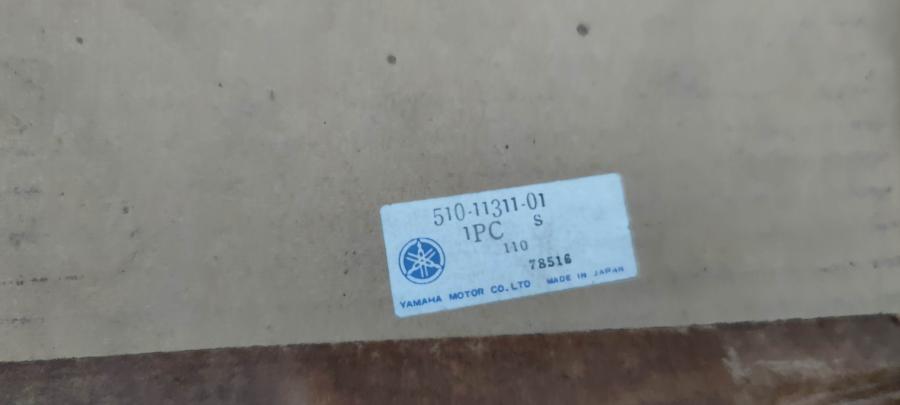 510-11311-01
1PC S
110
78516
YAMAHA MOTOR CO.,LTD MADE IN JAPAN